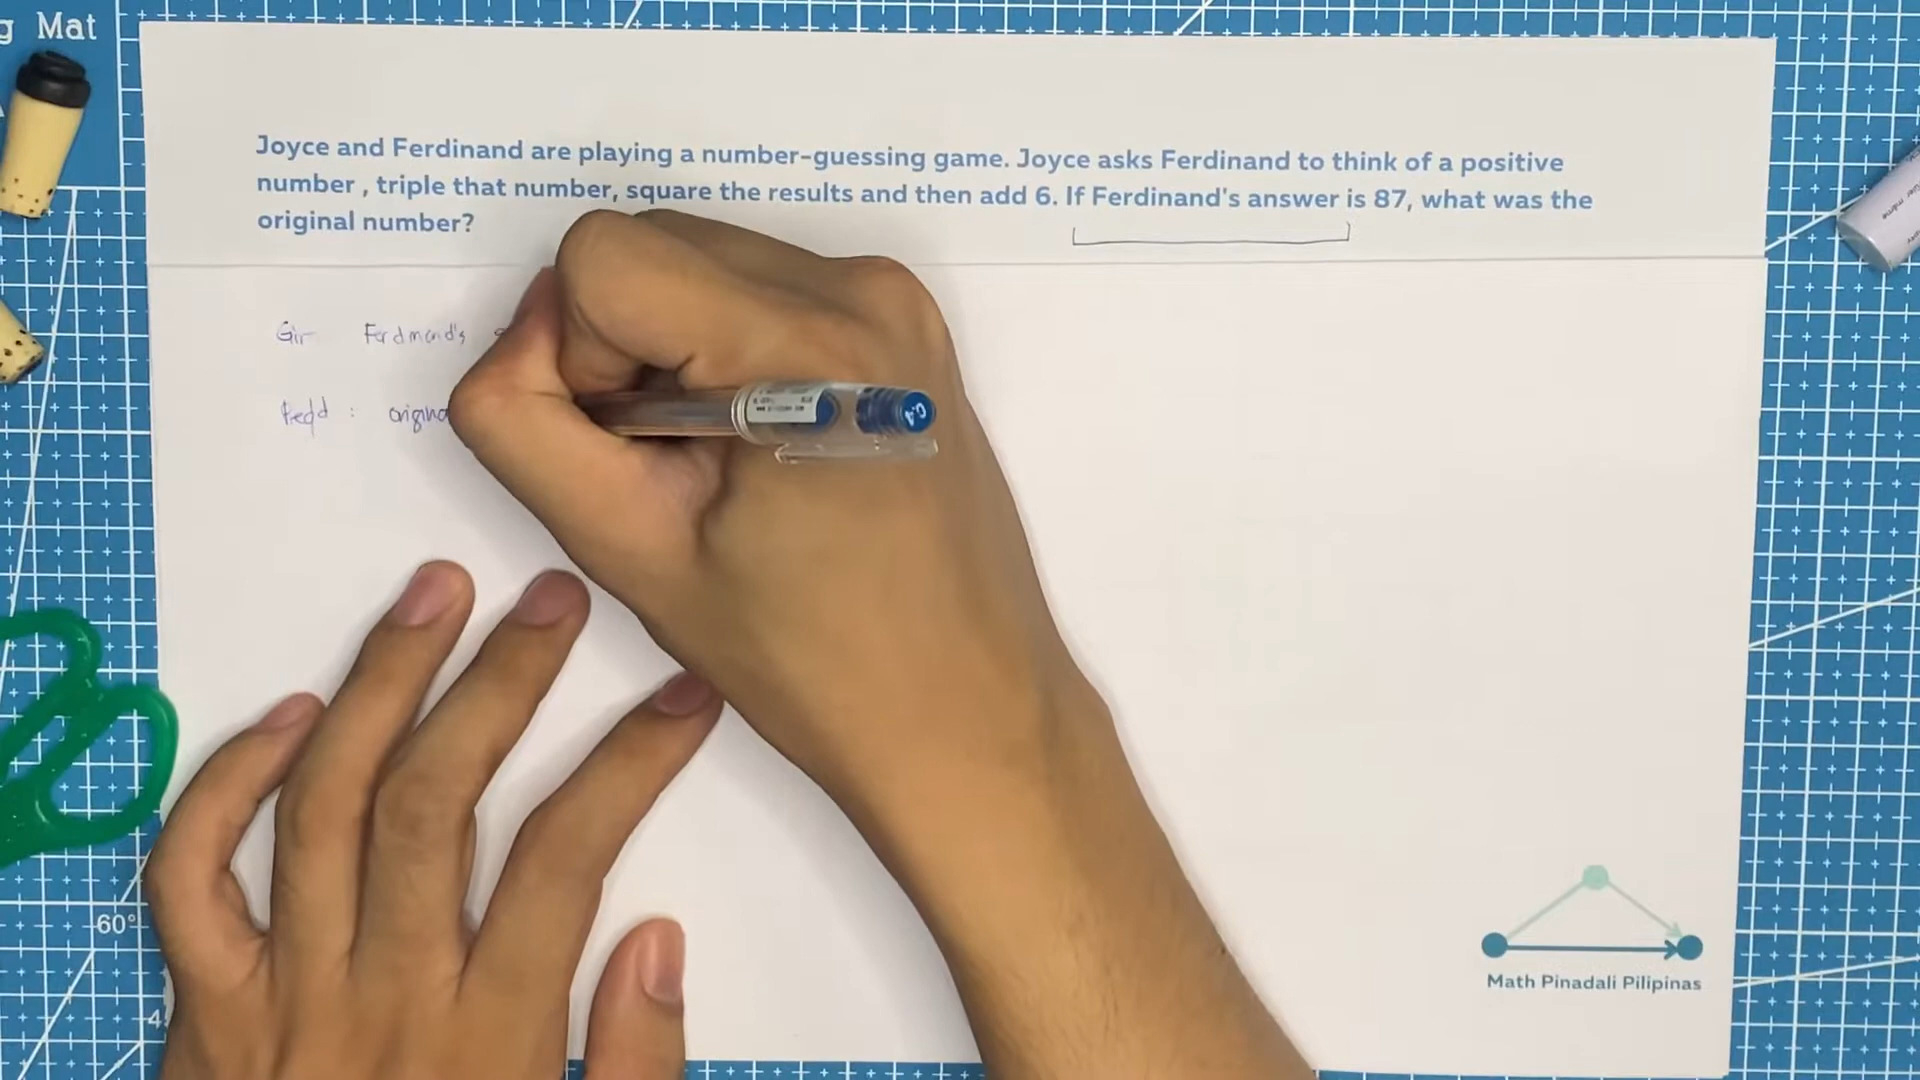 g Mat
Joyce and Ferdinand are playing a number-guessing game. Joyce asks Ferdinand to think of a positive
number , triple that number, square the results and then add 6. If Ferdinand's answer is 87, what was the
original number?
Ferdinand's
Req'd : origina
60°
Math Pinadali Pilipinas